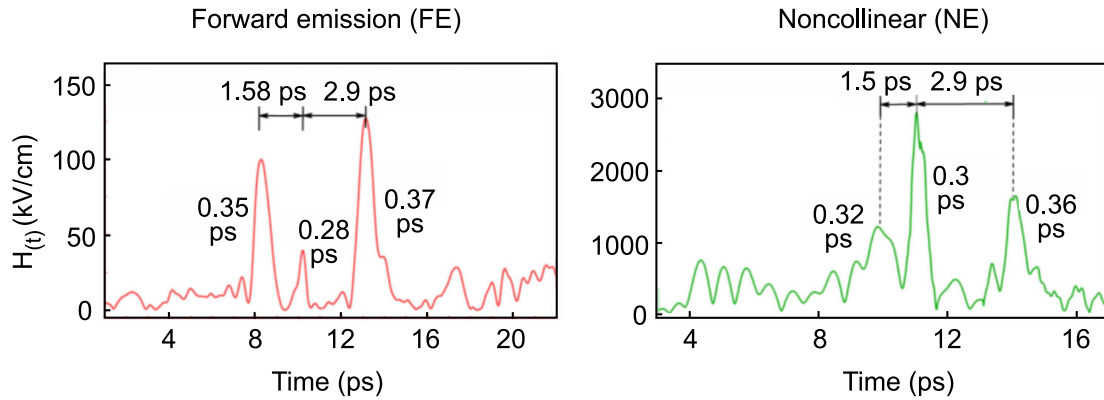 Forward emission (FE)
H(t) (kV/cm)
150
100
50
0
1.58 ps
2.9 ps
0.35
ps
0.28
ps
0.37
ps
4
8
12
16
20
Time (ps)
Noncollinear (NE)
3000
2000
1000
0
1.5 ps
2.9 ps
0.32
ps
0.3
ps
0.36
ps
4
8
12
16
Time (ps)